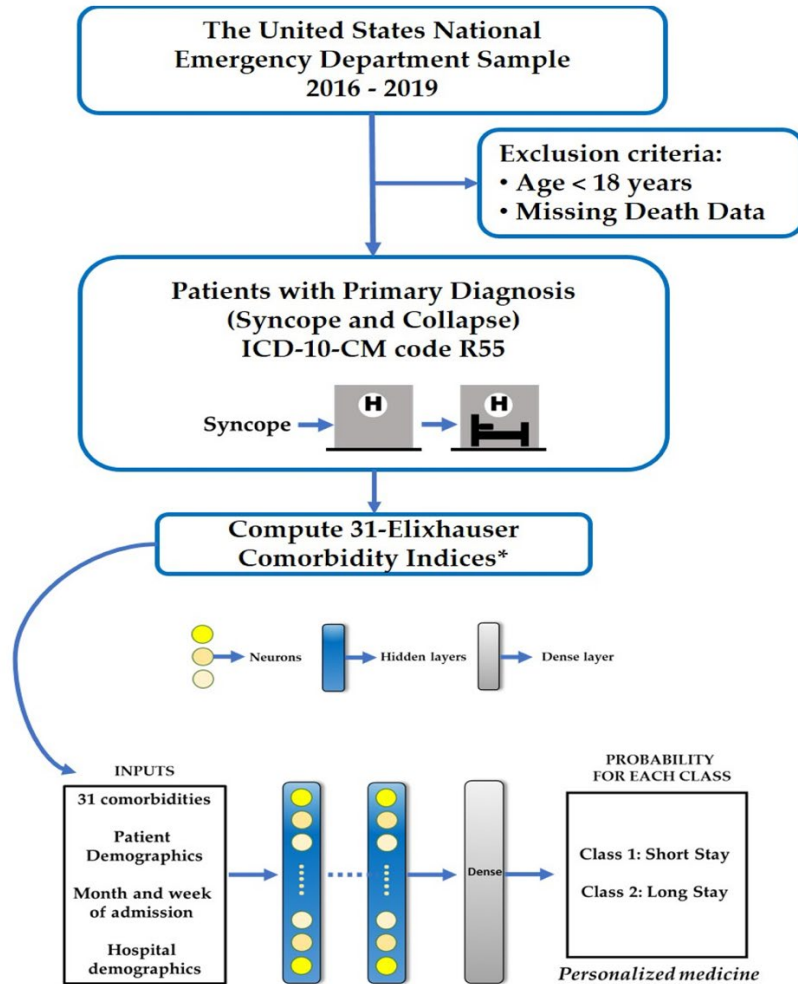 The United States National
Emergency Department Sample
2016 - 2019
Exclusion criteria:
• Age < 18 years
• Missing Death Data
Patients with Primary Diagnosis
(Syncope and Collapse)
ICD-10-CM code R55
Syncope
H
H
Compute 31-Elixhauser
Comorbidity Indices*
Neurons
Hidden layers
Dense layer
INPUTS
31 comorbidities
Patient
Demographics
Month and week
of admission
Hospital
demographics
Dense
PROBABILITY
FOR EACH CLASS
Class 1: Short Stay
Class 2: Long Stay
Personalized medicine